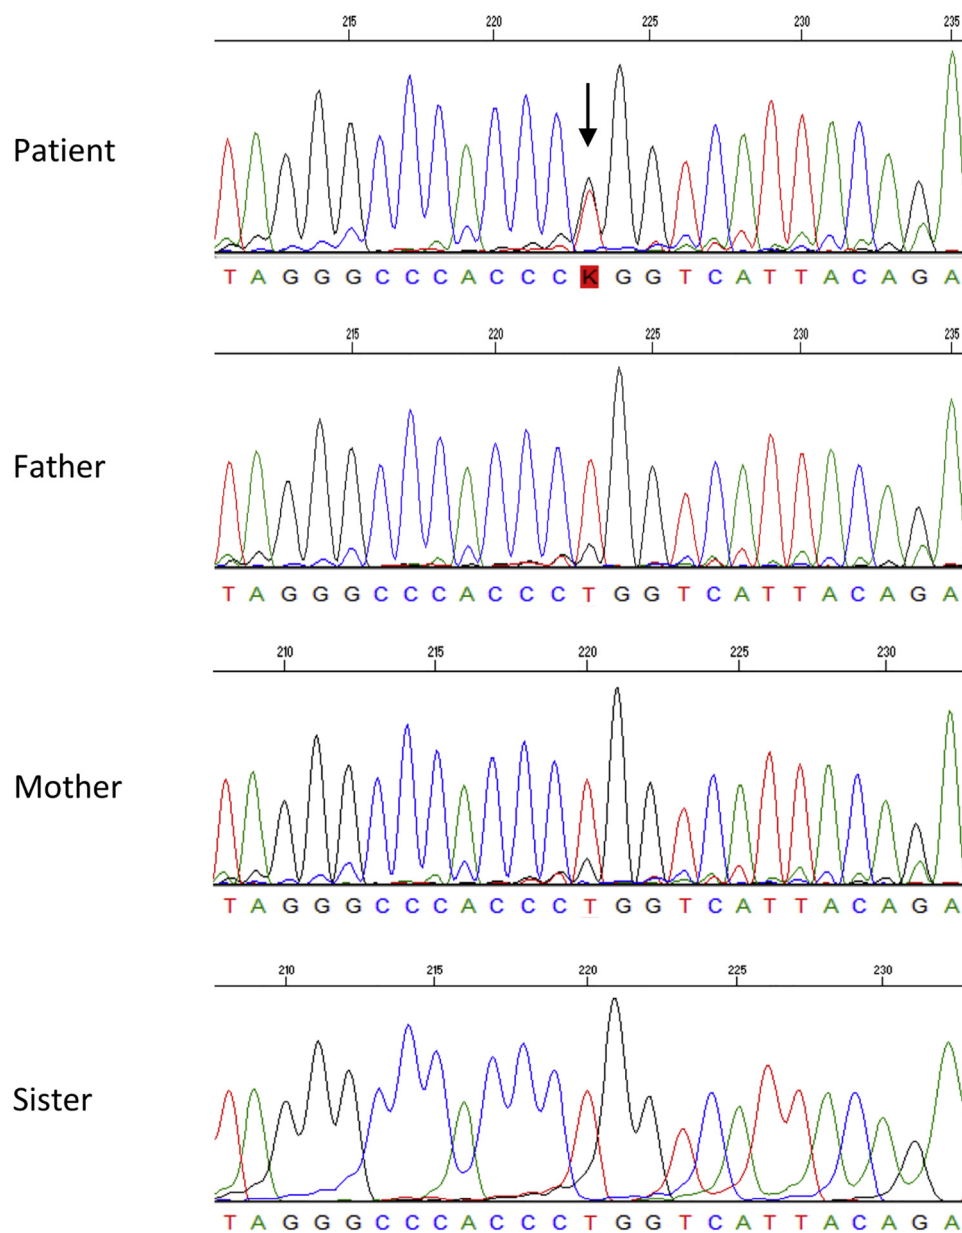 215 220 225 230 235
Patient
T A G G G C C C A C C C K G G T C A T T A C A G A
215 220 225 230 235
Father
T A G G G C C C A C C C T G G T C A T T A C A G A
210 215 220 225 230
Mother
T A G G G C C C A C C C T G G T C A T T A C A G A
210 215 220 225 230
Sister
T A G G G C C C A C C C T G G T C A T T A C A G A